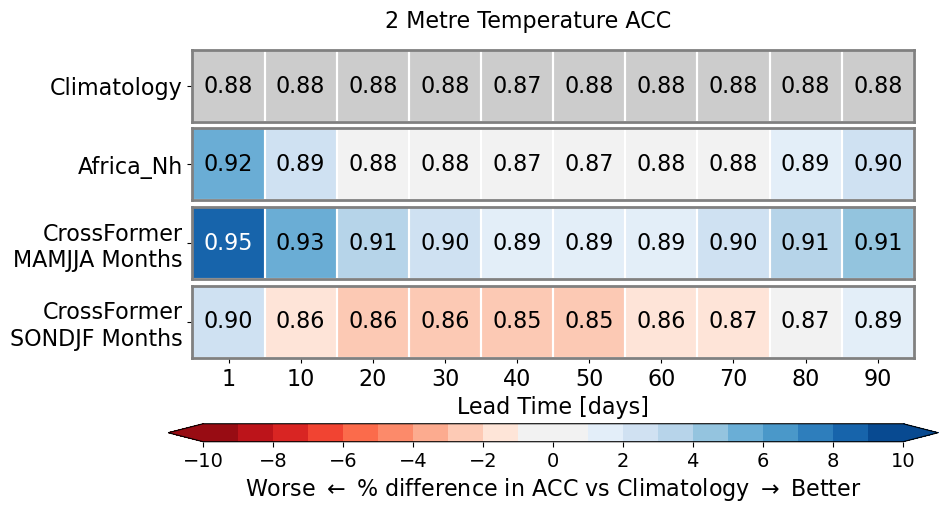 2 Metre Temperature ACC
Climatology 0.88 0.88 0.88 0.88 0.87 0.88 0.88 0.88 0.88 0.88
Africa_Nh 0.92 0.89 0.88 0.88 0.87 0.87 0.88 0.88 0.89 0.90
CrossFormer
MAMJJA Months 0.95 0.93 0.91 0.90 0.89 0.89 0.89 0.90 0.91 0.91
CrossFormer
SONDJF Months 0.90 0.86 0.86 0.86 0.85 0.85 0.86 0.87 0.87 0.89
1 10 20 30 40 50 60 70 80 90
Lead Time [days]
−10 −8 −6 −4 −2 0 2 4 6 8 10
Worse ← % difference in ACC vs Climatology → Better